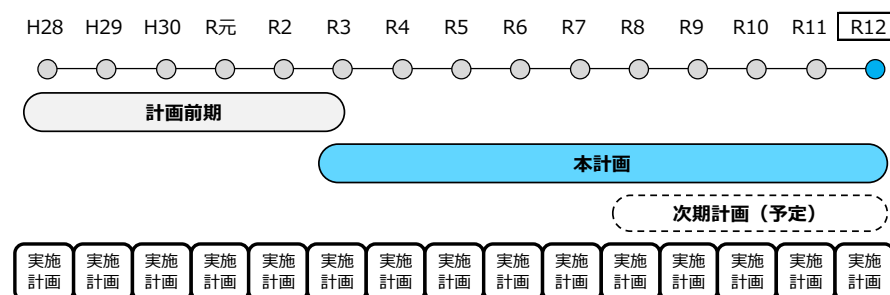 H28 H29 H30 R元 R2 R3 R4 R5 R6 R7 R8 R9 R10 R11 R12
計画前期
本計画
次期計画（予定）
実施 実施 実施 実施 実施 実施 実施 実施 実施 実施 実施 実施 実施 実施 実施
計画 計画 計画 計画 計画 計画 計画 計画 計画 計画 計画 計画 計画 計画 計画